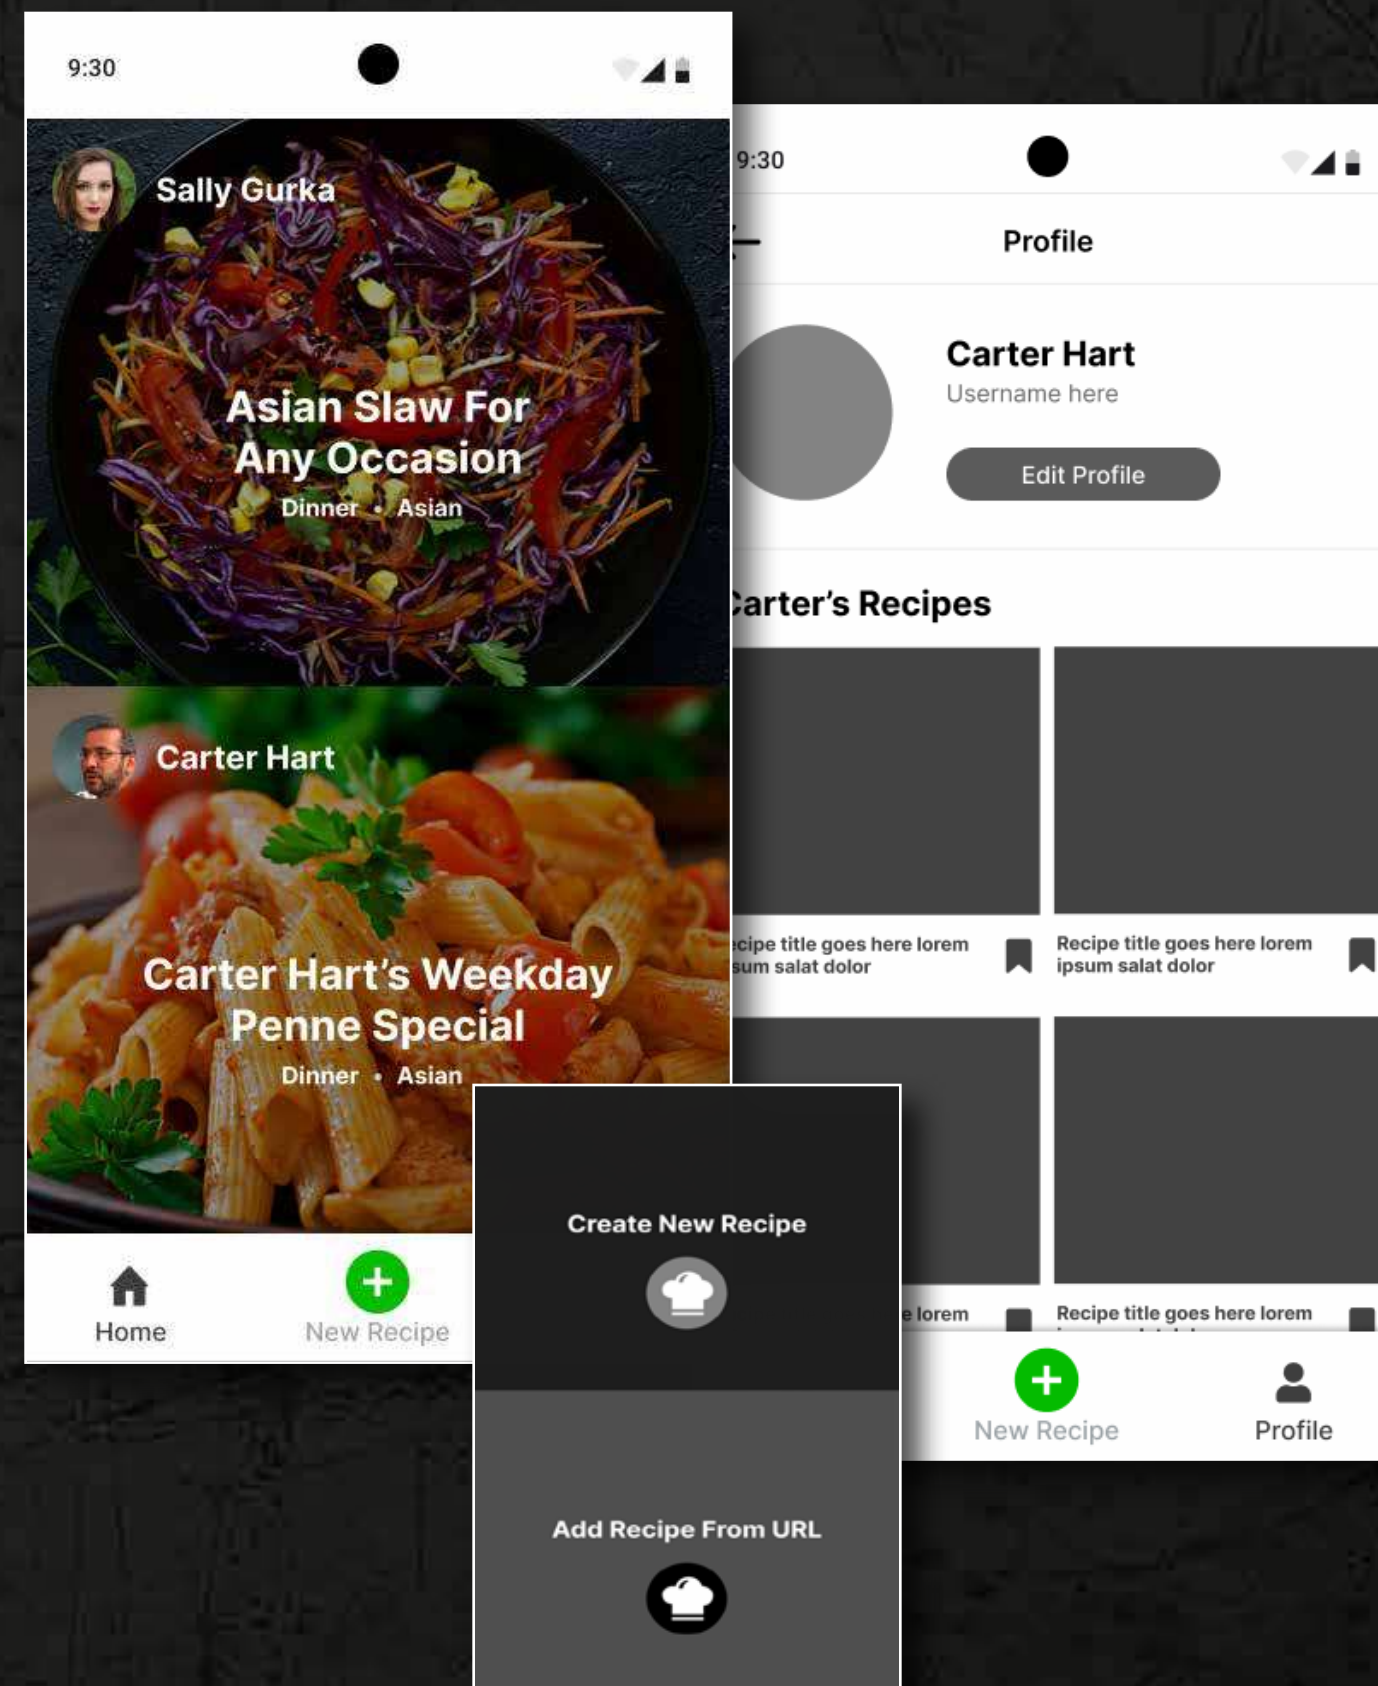 9:30
Sally Gurka
Asian Slaw For
Any Occasion
Dinner • Asian
Carter Hart
Carter Hart’s Weekday
Penne Special
Dinner • Asian
Home
New Recipe
9:30
Profile
Carter Hart
Username here
Edit Profile
Carter’s Recipes
title goes here lorem
salat dolor
Recipe title goes here lorem
ipsum salat dolor
lorem
Recipe title goes here lorem
New Recipe
Profile
Create New Recipe
Add Recipe From URL